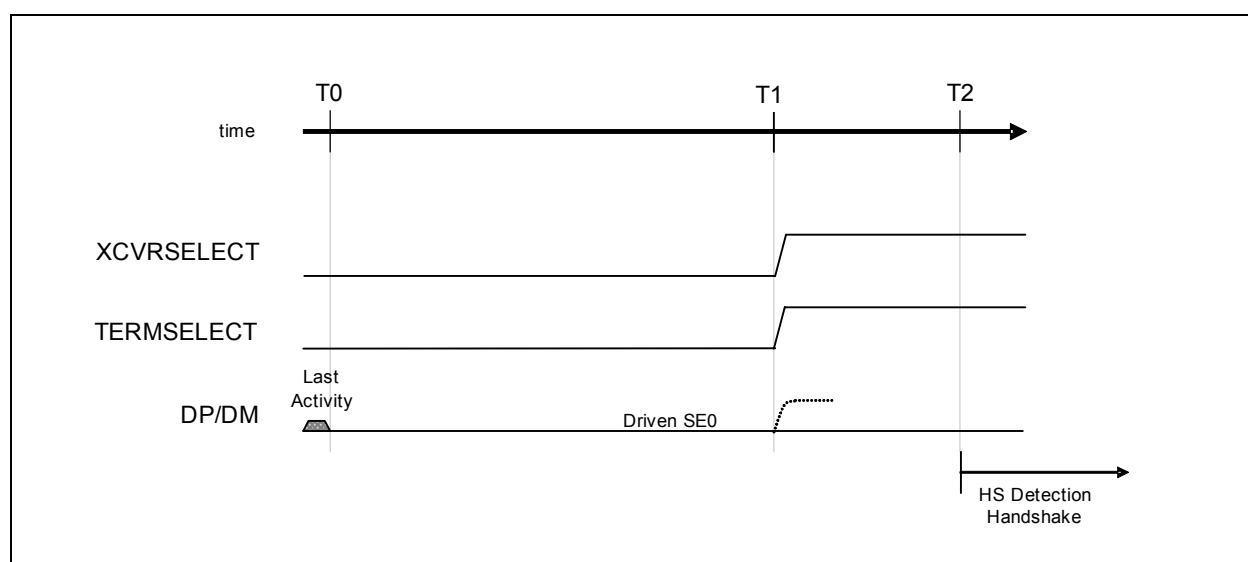 T0
T1
T2
time
XCVRSELECT
TERMSELECT
Last
Activity
DP/DM
Driven SE0
HS Detection
Handshake